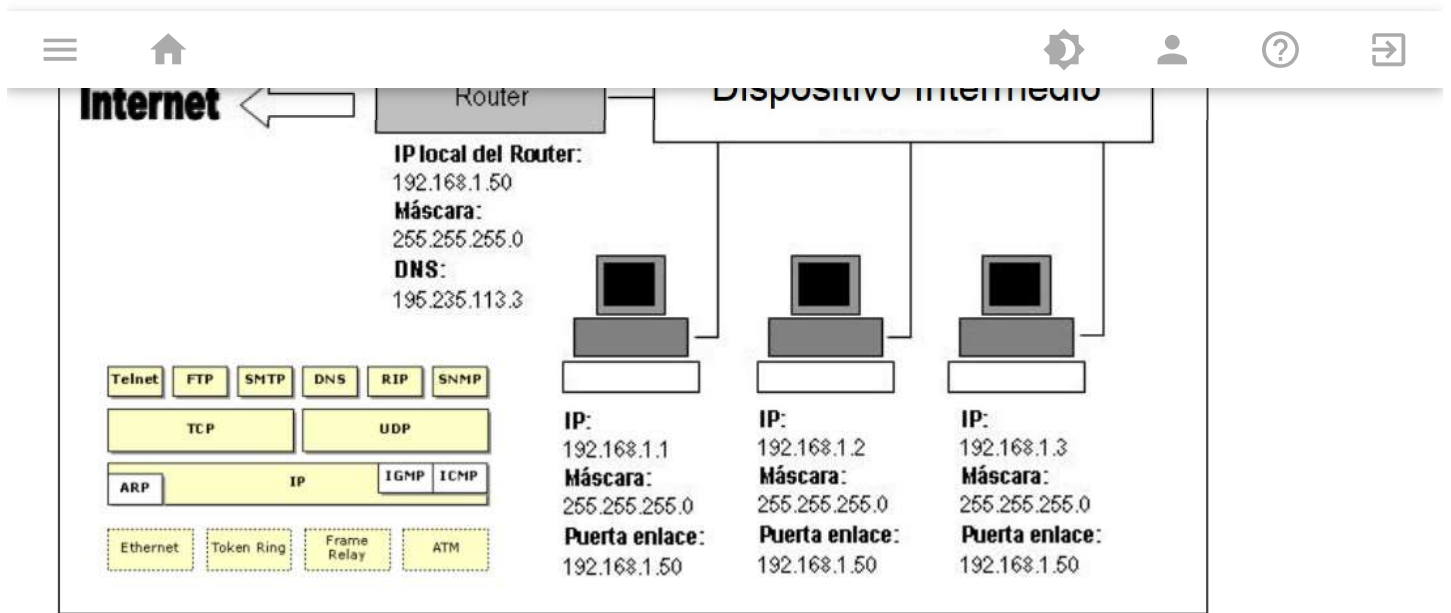 Internet
Router
Dispositivo Intermedio
IP local del Router:
192.168.1.50
Máscara:
255.255.255.0
DNS:
195.235.113.3
Telnet FTP SMTP DNS RIP SNMP
TCP UDP
ARP IP IGMP ICMP
Ethernet Token Ring Frame Relay ATM
IP:
192.168.1.1
Máscara:
255.255.255.0
Puerta enlace:
192.168.1.50
IP:
192.168.1.2
Máscara:
255.255.255.0
Puerta enlace:
192.168.1.50
IP:
192.168.1.3
Máscara:
255.255.255.0
Puerta enlace:
192.168.1.50